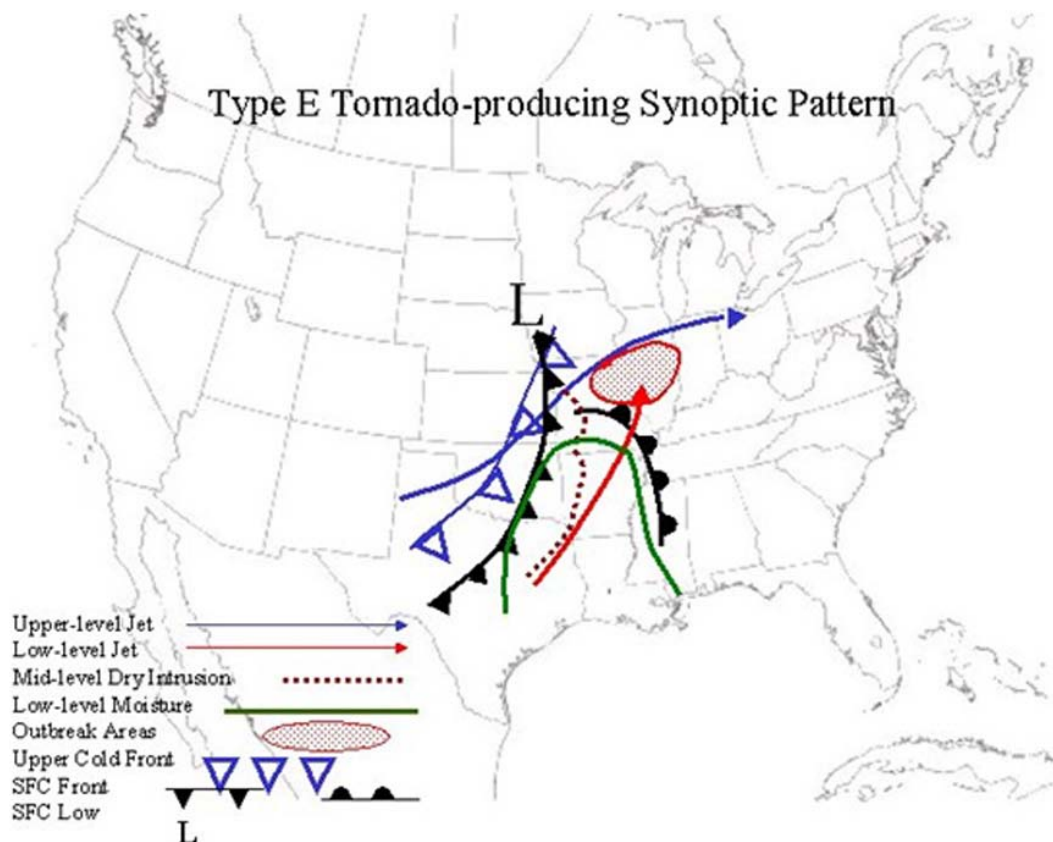 Type E Tornado-producing Synoptic Pattern
L
Upper-level Jet
Low-level Jet
Mid-level Dry Intrusion
Low-level Moisture
Outbreak Areas
Upper Cold Front
SFC Front
SFC Low
L